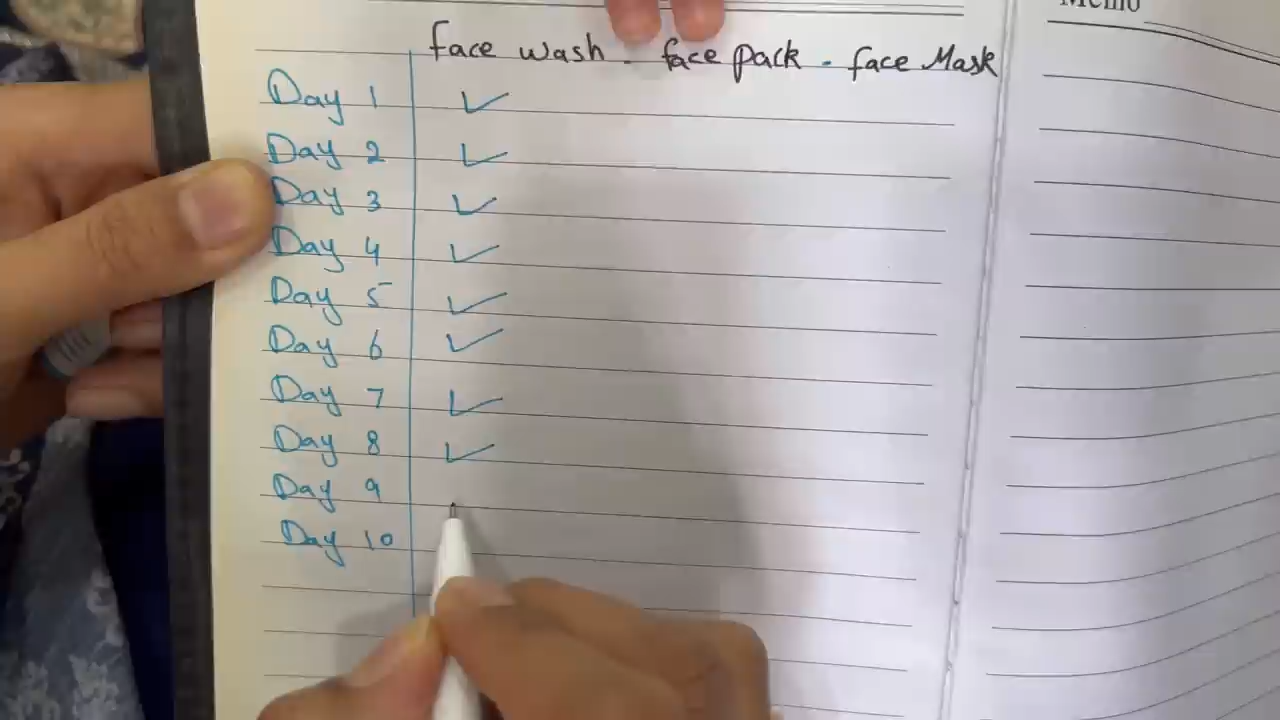 Memo
face wash - face pack - face Mask
Day 1 ✓
Day 2 ✓
Day 3 ✓
Day 4 ✓
Day 5 ✓
Day 6 ✓
Day 7 ✓
Day 8 ✓
Day 9
Day 10